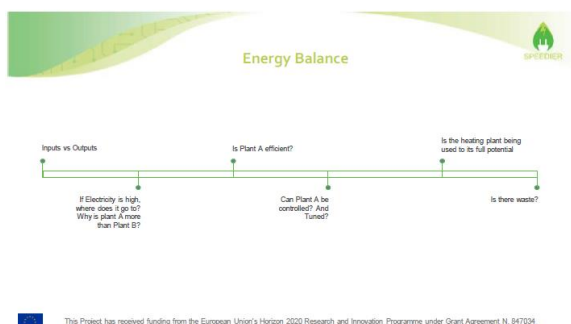 Energy Balance
SPEEDIER
Inputs vs Outputs
Is Plant A efficient?
Is the heating plant being
used to its full potential
If Electricity is high,
where does it go to?
Why is plant A more
than Plant B?
Can Plant A be
controlled? And
Tuned?
Is there waste?
This Project has received funding from the European Union's Horizon 2020 Research and Innovation Programme under Grant Agreement N. 847034